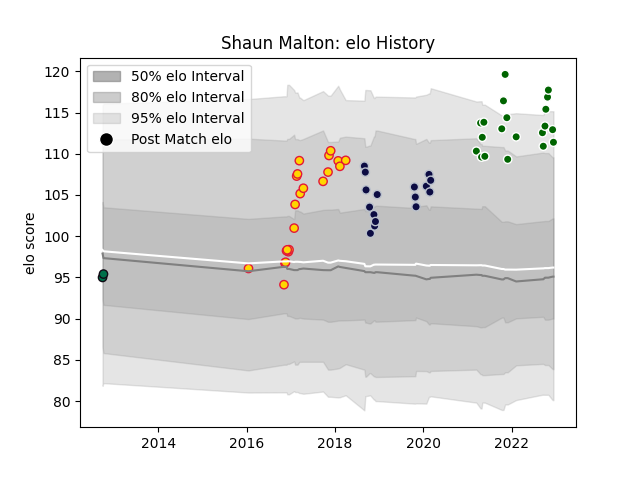 Shaun Malton: elo History
50% elo Interval
80% elo Interval
95% elo Interval
Post Match elo
elo score
120
115
110
105
100
95
90
85
80
2014
2016
2018
2020
2022